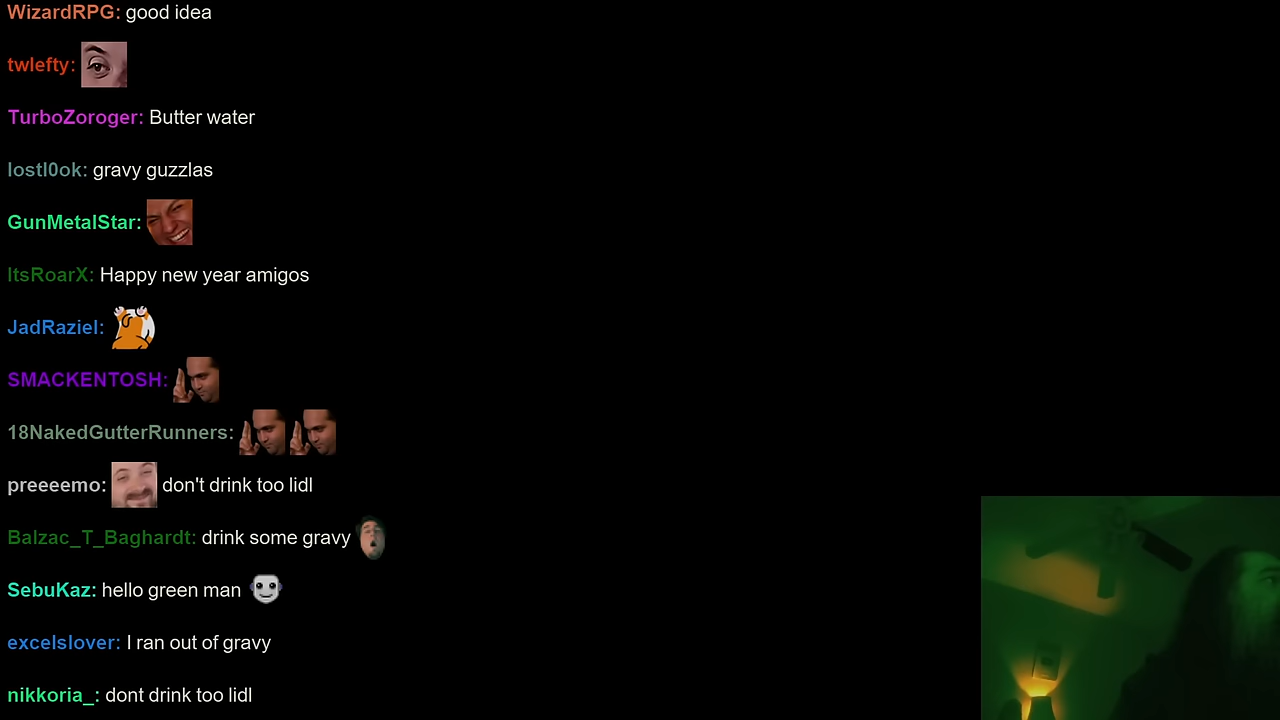 WizardRPG: good idea
twlefty:
TurboZoroger: Butter water
lostl0ok: gravy guzzlas
GunMetalStar:
ItsRoarX: Happy new year amigos
JadRaziel:
SMACKENTOSH:
18NakedGutterRunners:
preeeemo: don't drink too lidl
Balzac_T_Baghardt: drink some gravy
SebuKaz: hello green man
excelslover: I ran out of gravy
nikkoria_: dont drink too lidl